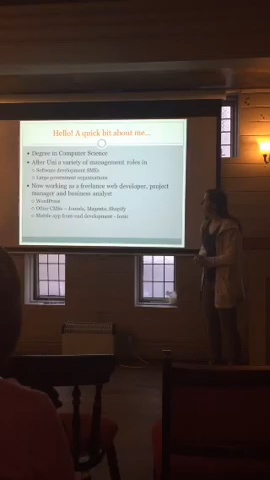 Hello! A quick bit about me...
• Degree in Computer Science
• After Uni a variety of management roles in
○ Software development SMEs
○ Large government organisations
• Now working as a freelance web developer, project
manager and business analyst
○ WordPress
○ Other CMSs – Joomla, Magento, Shopify
○ Mobile app front end development - Ionic